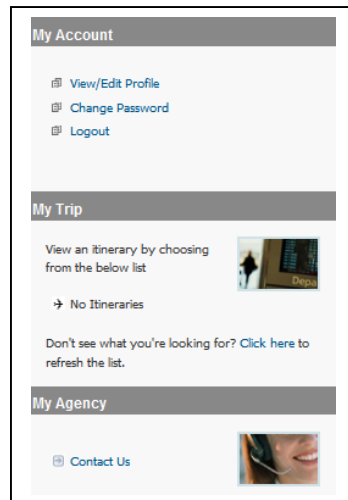 My Account
View/Edit Profile
Change Password
Logout
My Trip
View an itinerary by choosing
from the below list
Depa
No Itineraries
Don't see what you're looking for? Click here to
refresh the list.
My Agency
Contact Us